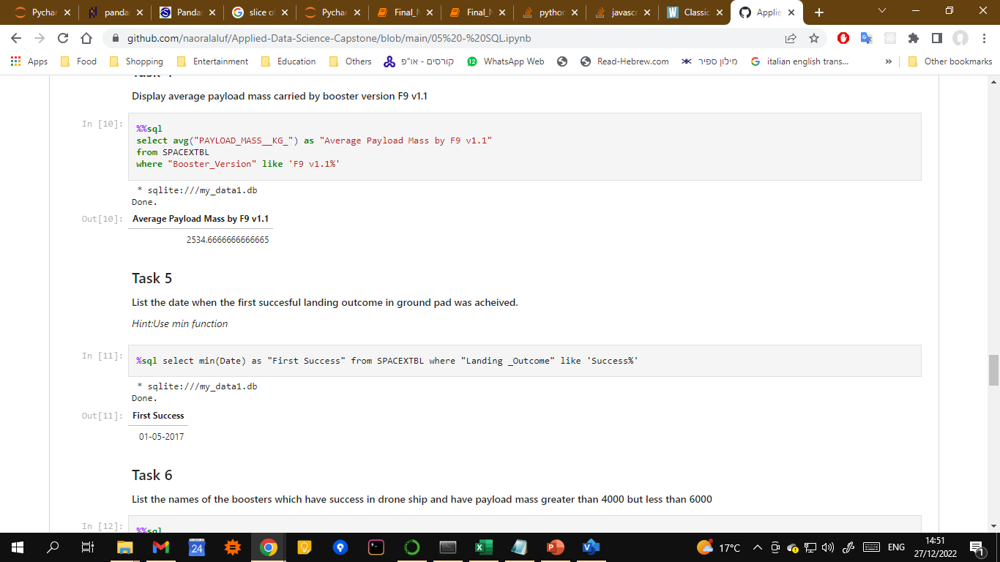 Pychar
panda
Panda
slice o
Pychar
Final_
Final_
python
javasc
Classic
Applie
github.com/naoralaluf/Applied-Data-Science-Capstone/blob/main/05%20-%20SQL.ipynb
Apps
Food
Shopping
Entertainment
Education
Others
קורסים - או"פ
12
WhatsApp Web
Read-Hebrew.com
מילון ספיר
italian english trans...
»
Other bookmarks
Display average payload mass carried by booster version F9 v1.1
In [10]:
%%sql
select avg("PAYLOAD_MASS__KG_") as "Average Payload Mass by F9 v1.1"
from SPACEXTBL
where "Booster_Version" like 'F9 v1.1%'
* sqlite:///my_data1.db
Done.
Out[10]:
Average Payload Mass by F9 v1.1
2534.6666666666665
Task 5
List the date when the first succesful landing outcome in ground pad was acheived.
Hint:Use min function
In [11]:
%sql select min(Date) as "First Success" from SPACEXTBL where "Landing _Outcome" like 'Success%'
* sqlite:///my_data1.db
Done.
Out[11]:
First Success
01-05-2017
Task 6
List the names of the boosters which have success in drone ship and have payload mass greater than 4000 but less than 6000
In [12]:
%%sql
24
17°C
ENG
14:51
27/12/2022
1